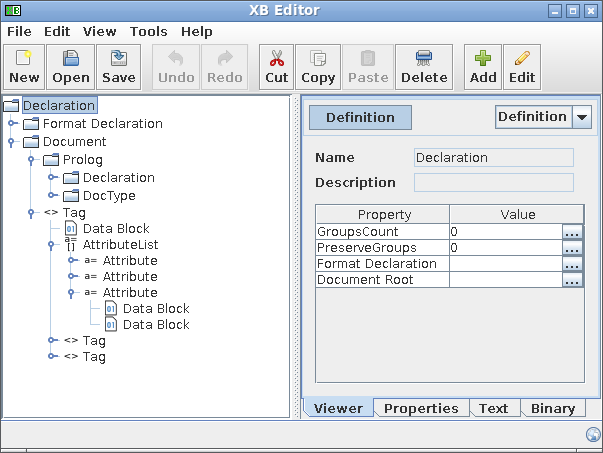 XB Editor
File Edit View Tools Help
New Open Save Undo Redo Cut Copy Paste Delete Add Edit
Declaration
Format Declaration
Document
Prolog
Declaration
DocType
<> Tag
Data Block
a=[] AttributeList
a= Attribute
a= Attribute
a= Attribute
Data Block
Data Block
<> Tag
<> Tag
Definition Definition
Name Declaration
Description
Property Value
GroupsCount 0 ...
PreserveGroups 0 ...
Format Declaration ...
Document Root ...
Viewer Properties Text Binary